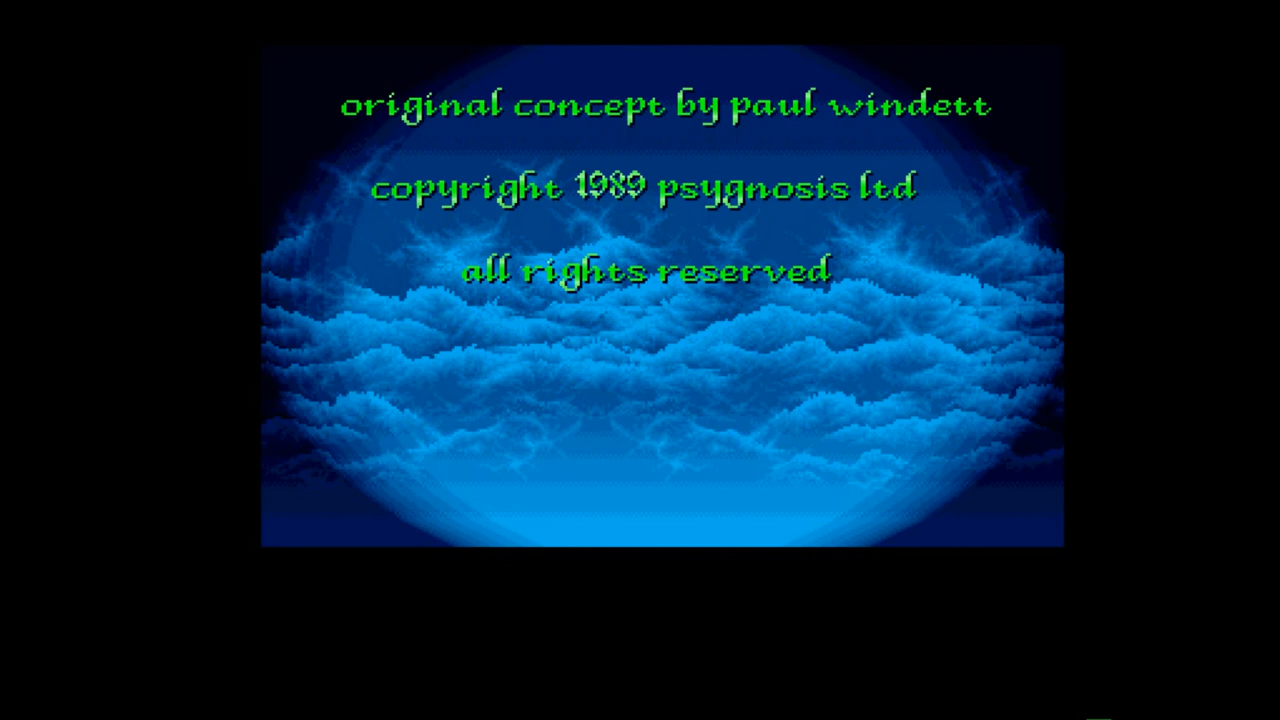 original concept by paul windett
copyright 1989 psygnosis ltd
all rights reserved